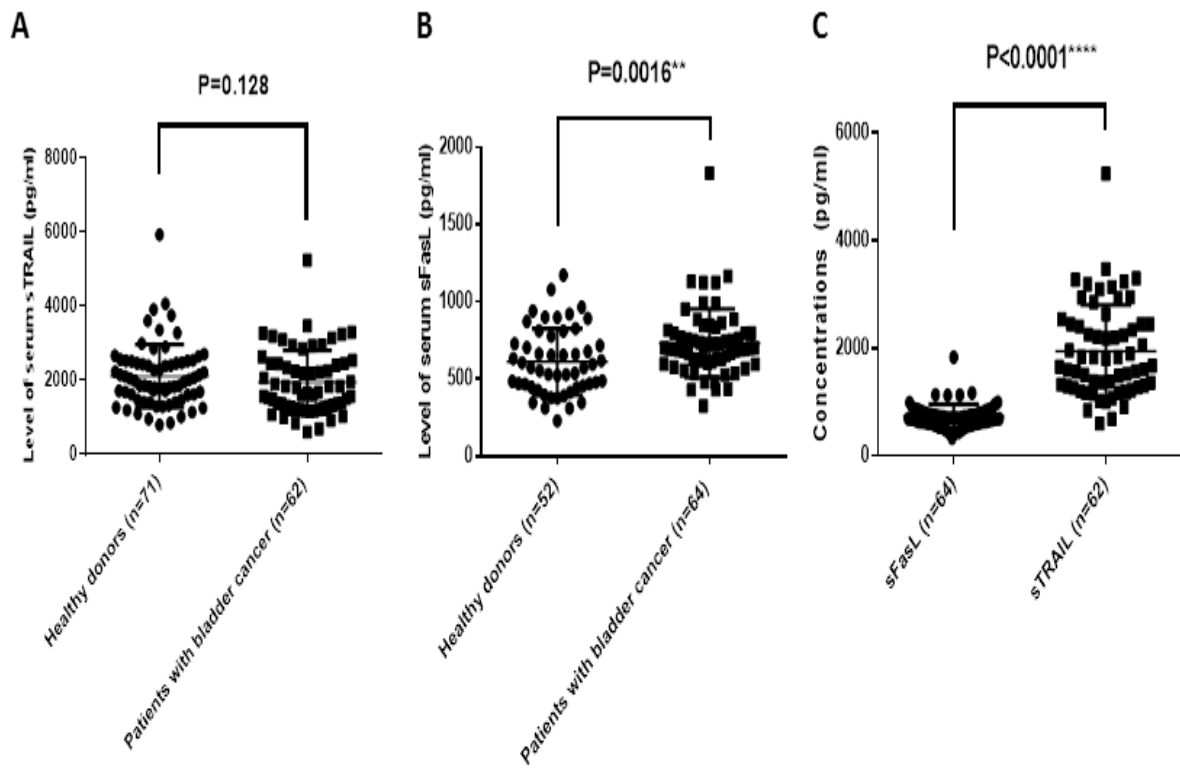 A
P=0.128
Level of serum sTRAIL (pg/ml)
8000
6000
4000
2000
0
Healthy donors (n=71)
Patients with bladder cancer (n=62)
B
P=0.0016**
Level of serum sFasL (pg/ml)
2000
1500
1000
500
0
Healthy donors (n=52)
Patients with bladder cancer (n=64)
C
P<0.0001****
Concentrations (pg/ml)
6000
4000
2000
0
sFasL (n=64)
sTRAIL (n=62)